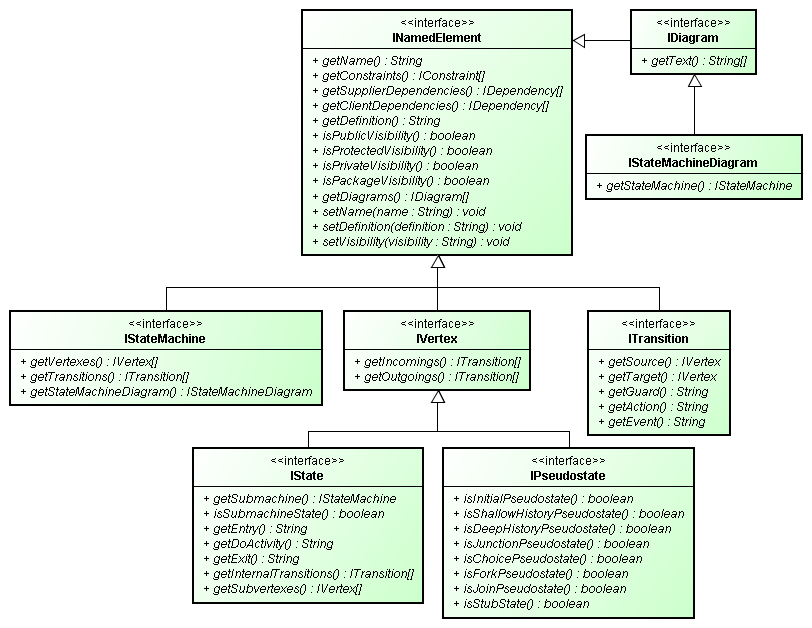 <<interface>>
INamedElement
+ getName() : String
+ getConstraints() : IConstraint[]
+ getSupplierDependencies() : IDependency[]
+ getClientDependencies() : IDependency[]
+ getDefinition() : String
+ isPublicVisibility() : boolean
+ isProtectedVisibility() : boolean
+ isPrivateVisibility() : boolean
+ isPackageVisibility() : boolean
+ getDiagrams() : IDiagram[]
+ setName(name : String) : void
+ setDefinition(definition : String) : void
+ setVisibility(visibility : String) : void
<<interface>>
IDiagram
+ getText() : String[]
<<interface>>
IStateMachineDiagram
+ getStateMachine() : IStateMachine
<<interface>>
IStateMachine
+ getVertexes() : IVertex[]
+ getTransitions() : ITransition[]
+ getStateMachineDiagram() : IStateMachineDiagram
<<interface>>
IVertex
+ getIncomings() : ITransition[]
+ getOutgoings() : ITransition[]
<<interface>>
ITransition
+ getSource() : IVertex
+ getTarget() : IVertex
+ getGuard() : String
+ getAction() : String
+ getEvent() : String
<<interface>>
IState
+ getSubmachine() : IStateMachine
+ isSubmachineState() : boolean
+ getEntry() : String
+ getDoActivity() : String
+ getExit() : String
+ getInternalTransitions() : ITransition[]
+ getSubvertexes() : IVertex[]
<<interface>>
IPseudostate
+ isInitialPseudostate() : boolean
+ isShallowHistoryPseudostate() : boolean
+ isDeepHistoryPseudostate() : boolean
+ isJunctionPseudostate() : boolean
+ isChoicePseudostate() : boolean
+ isForkPseudostate() : boolean
+ isJoinPseudostate() : boolean
+ isStubState() : boolean